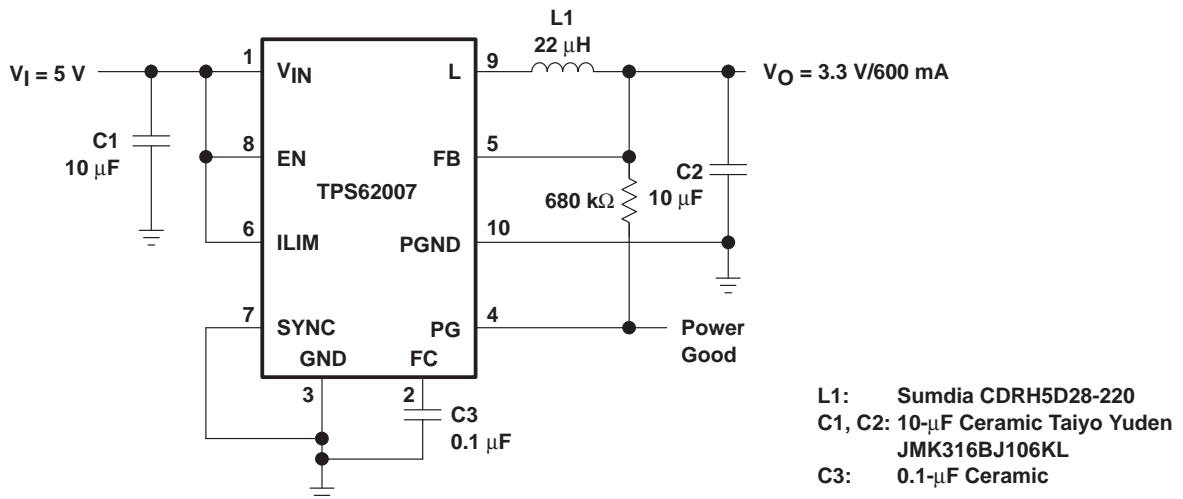 L1
22 μH
VI = 5 V
1
VIN
L
9
VO = 3.3 V/600 mA
C1
10 μF
8
EN
FB
5
C2
10 μF
TPS62007
680 kΩ
6
ILIM
PGND
10
7
SYNC
PG
4
Power
Good
GND
FC
3
2
C3
0.1 μF
L1: Sumdia CDRH5D28-220
C1, C2: 10-μF Ceramic Taiyo Yuden
JMK316BJ106KL
C3: 0.1-μF Ceramic